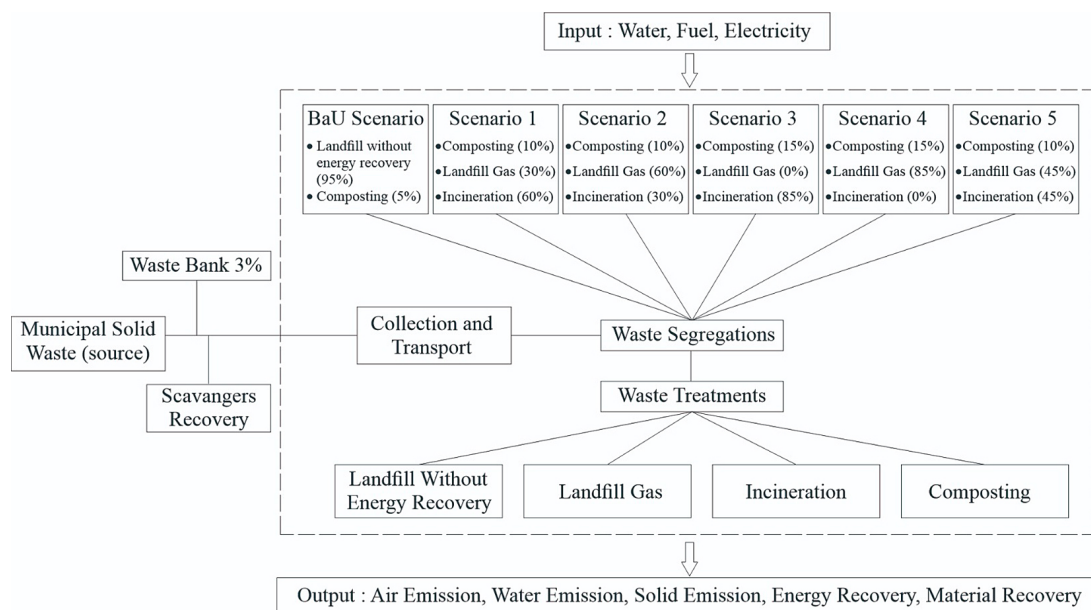 Input : Water, Fuel, Electricity
BaU Scenario
• Landfill without
energy recovery
(95%)
• Composting (5%)
Scenario 1
•Composting (10%)
•Landfill Gas (30%)
•Incineration (60%)
Scenario 2
•Composting (10%)
•Landfill Gas (60%)
•Incineration (30%)
Scenario 3
•Composting (15%)
•Landfill Gas (0%)
•Incineration (85%)
Scenario 4
•Composting (15%)
•Landfill Gas (85%)
•Incineration (0%)
Scenario 5
•Composting (10%)
•Landfill Gas (45%)
•Incineration (45%)
Waste Bank 3%
Municipal Solid
Waste (source)
Scavangers
Recovery
Collection and
Transport
Waste Segregations
Waste Treatments
Landfill Without
Energy Recovery
Landfill Gas
Incineration
Composting
Output : Air Emission, Water Emission, Solid Emission, Energy Recovery, Material Recovery